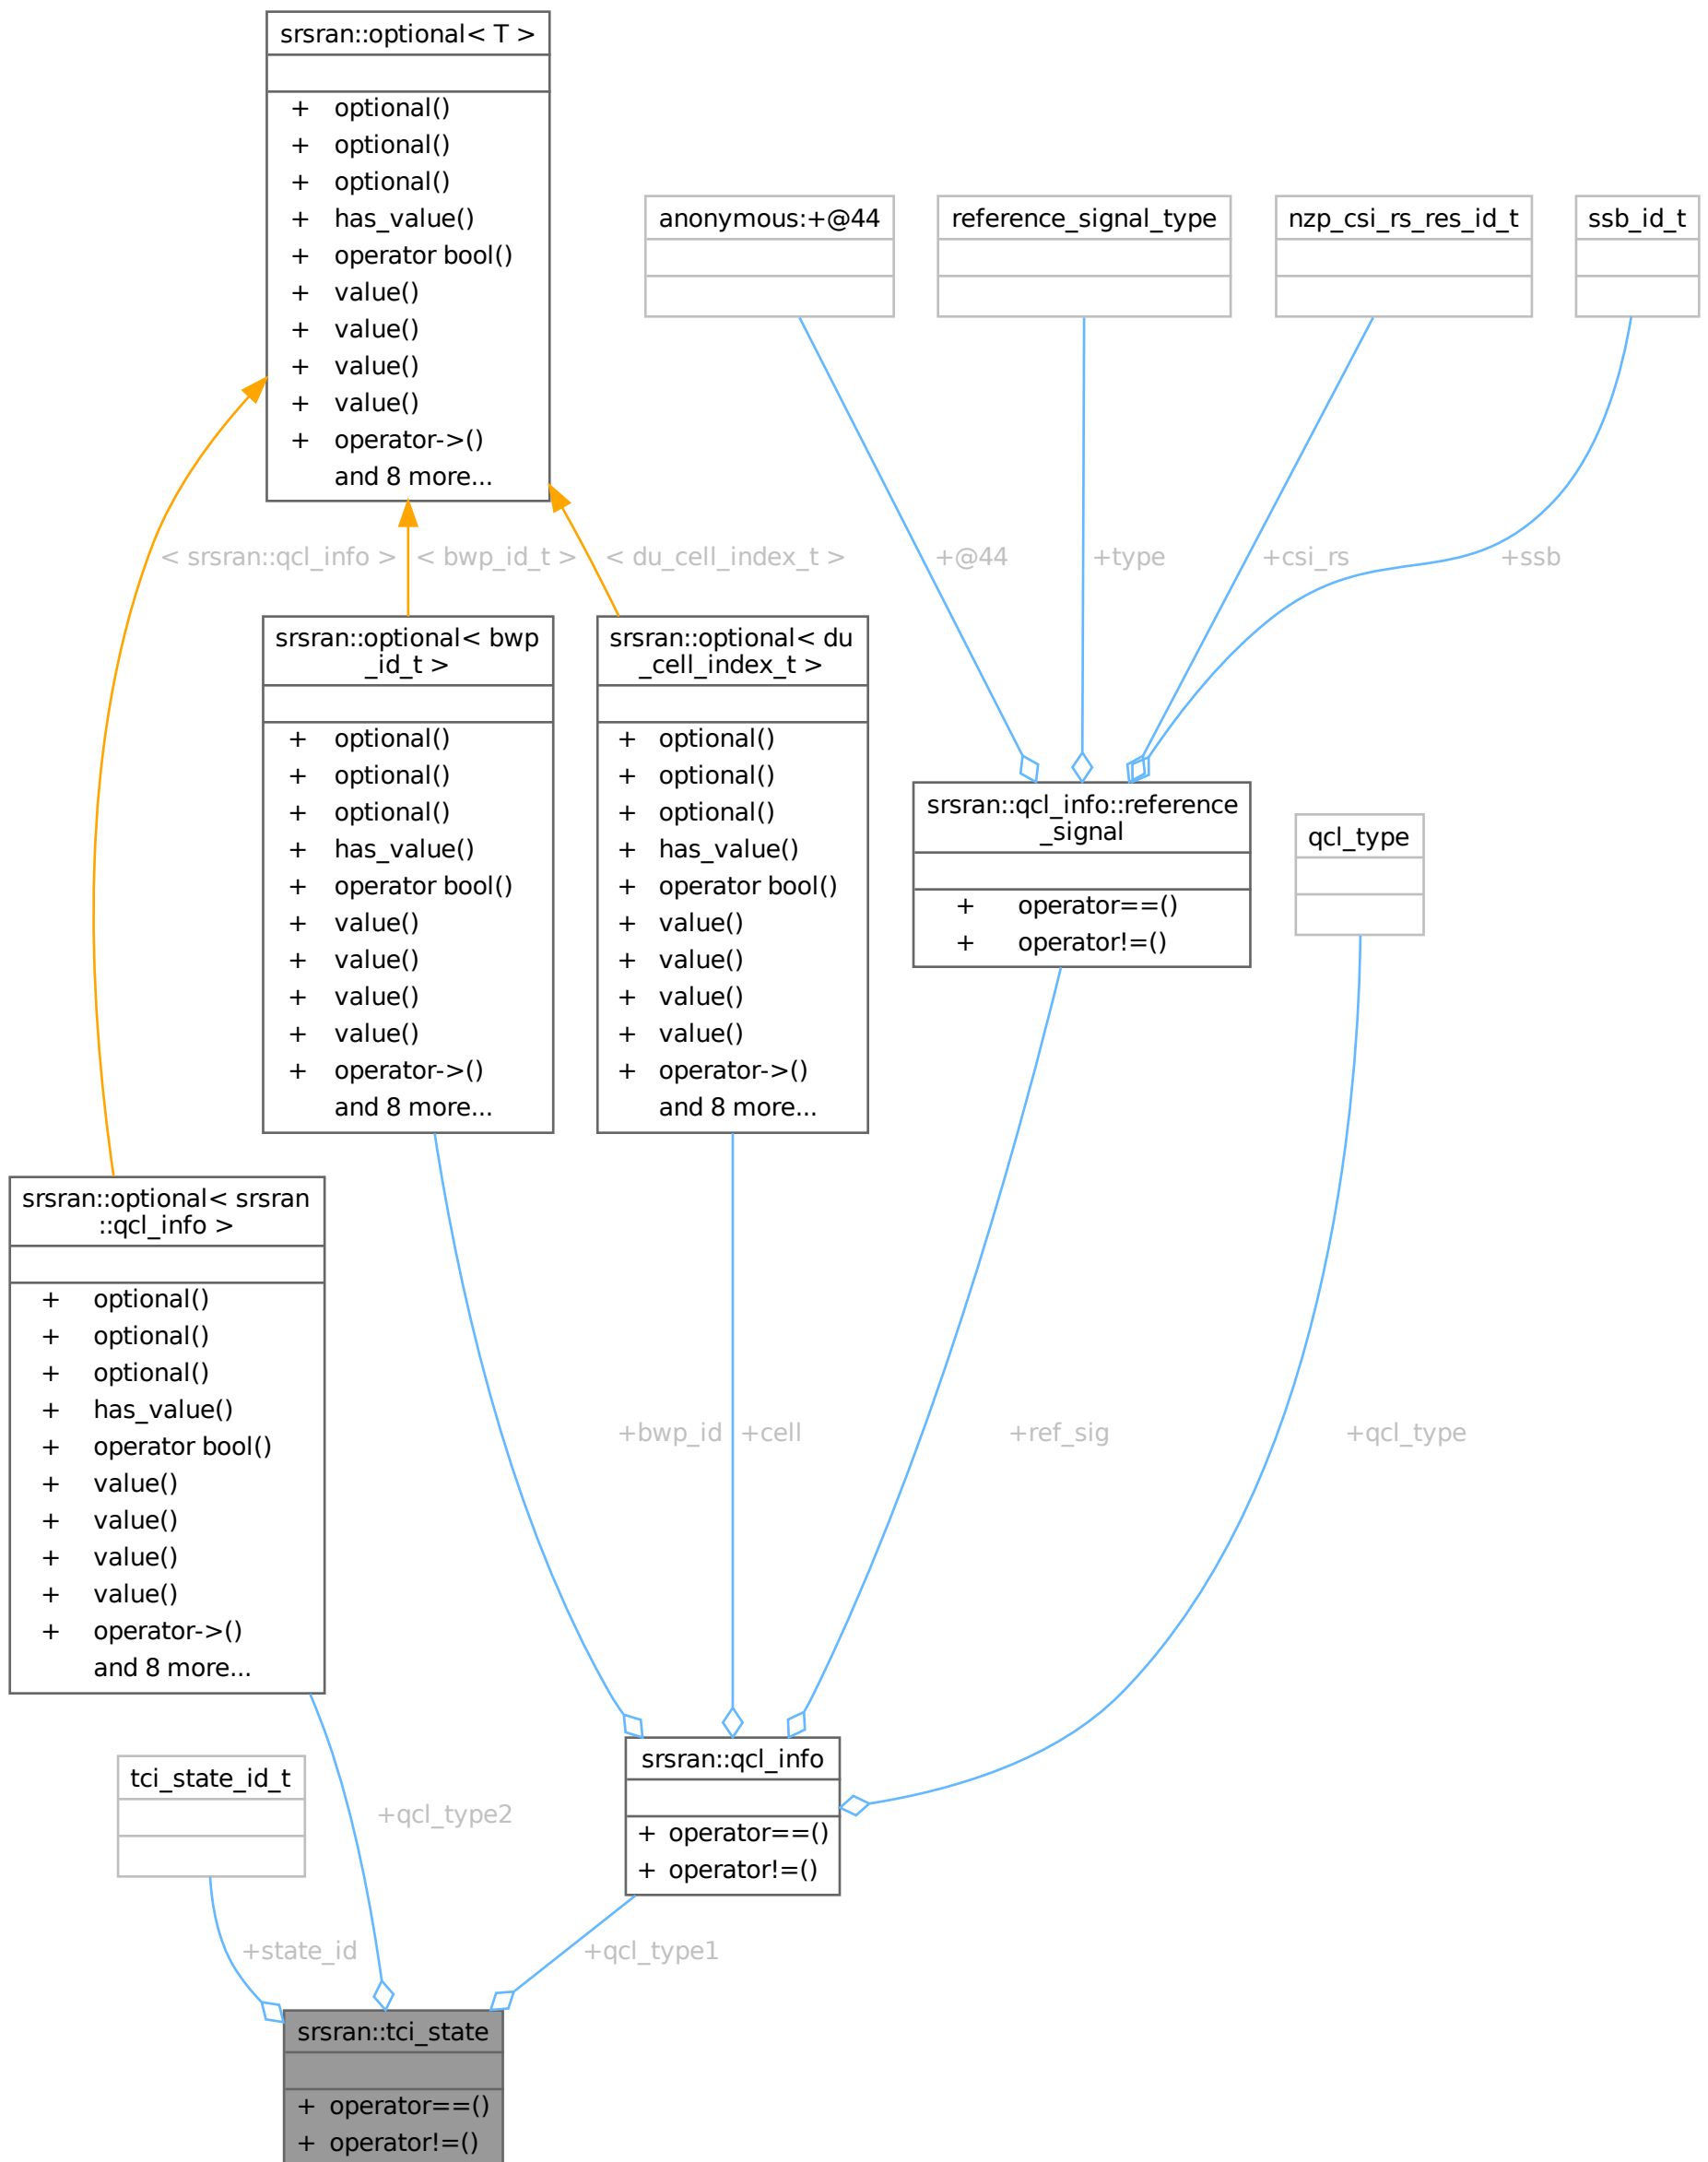 srsran::optional< T >
+ optional()
+ optional()
+ optional()
+ has_value()
+ operator bool()
+ value()
+ value()
+ value()
+ value()
+ operator->()
and 8 more...
anonymous:+@44
reference_signal_type
nzp_csi_rs_res_id_t
ssb_id_t
< srsran::qcl_info >
< bwp_id_t >
< du_cell_index_t >
+@44
+type
+csi_rs
+ssb
srsran::optional< bwp
_id_t >
+ optional()
+ optional()
+ optional()
+ has_value()
+ operator bool()
+ value()
+ value()
+ value()
+ value()
+ operator->()
and 8 more...
srsran::optional< du
_cell_index_t >
+ optional()
+ optional()
+ optional()
+ has_value()
+ operator bool()
+ value()
+ value()
+ value()
+ value()
+ operator->()
and 8 more...
srsran::qcl_info::reference
_signal
+ operator==()
+ operator!=()
qcl_type
srsran::optional< srsran
::qcl_info >
+ optional()
+ optional()
+ optional()
+ has_value()
+ operator bool()
+ value()
+ value()
+ value()
+ value()
+ operator->()
and 8 more...
+bwp_id
+cell
+ref_sig
+qcl_type
tci_state_id_t
+qcl_type2
srsran::qcl_info
+ operator==()
+ operator!=()
+state_id
+qcl_type1
srsran::tci_state
+ operator==()
+ operator!=()